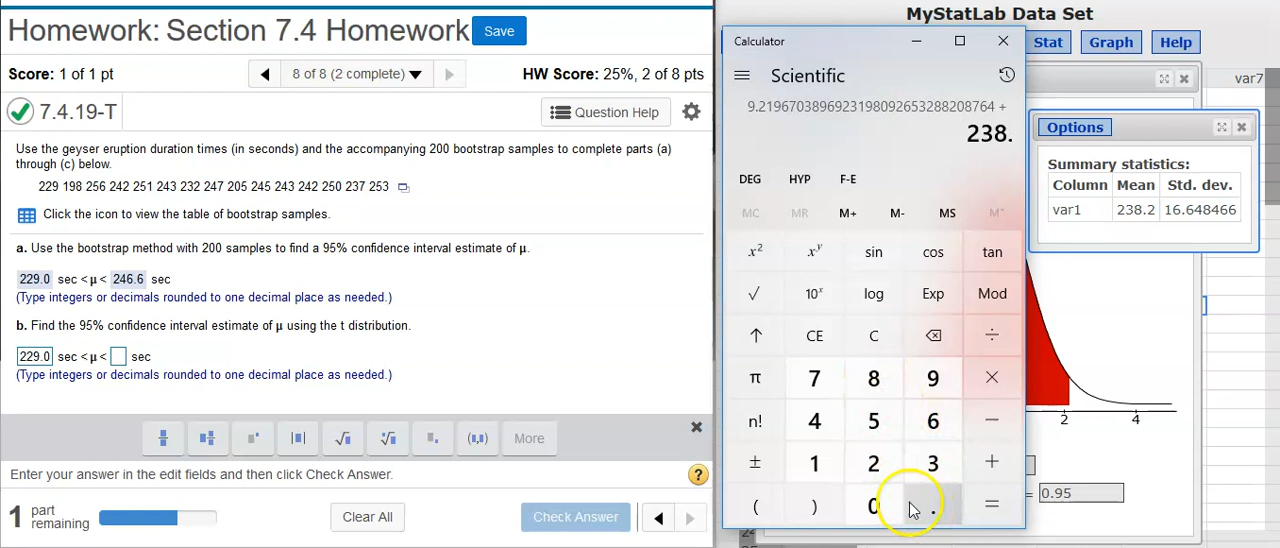 Homework: Section 7.4 Homework
Save
Score: 1 of 1 pt
8 of 8 (2 complete)
HW Score: 25%, 2 of 8 pts
7.4.19-T
Question Help
Use the geyser eruption duration times (in seconds) and the accompanying 200 bootstrap samples to complete parts (a)
through (c) below.
229 198 256 242 251 243 232 247 205 245 243 242 250 237 253
Click the icon to view the table of bootstrap samples.
a. Use the bootstrap method with 200 samples to find a 95% confidence interval estimate of μ.
229.0 sec < μ < 246.6 sec
(Type integers or decimals rounded to one decimal place as needed.)
b. Find the 95% confidence interval estimate of μ using the t distribution.
229.0 sec < μ < sec
(Type integers or decimals rounded to one decimal place as needed.)
More
Enter your answer in the edit fields and then click Check Answer.
?
1 part
remaining
Clear All
Check Answer
MyStatLab Data Set
Stat
Graph
Help
var7
Calculator
Scientific
9.2196703896923198092653288208764 +
238.
DEG HYP F-E
MC MR M+ M- MS M˅
x² xʸ sin cos tan
√ 10ˣ log Exp Mod
↑ CE C ⌫ ÷
π 7 8 9 ×
n! 4 5 6 −
± 1 2 3 +
( ) 0 . =
Options
Summary statistics:
Column Mean Std. dev.
var1 238.2 16.648466
2 4
= 0.95